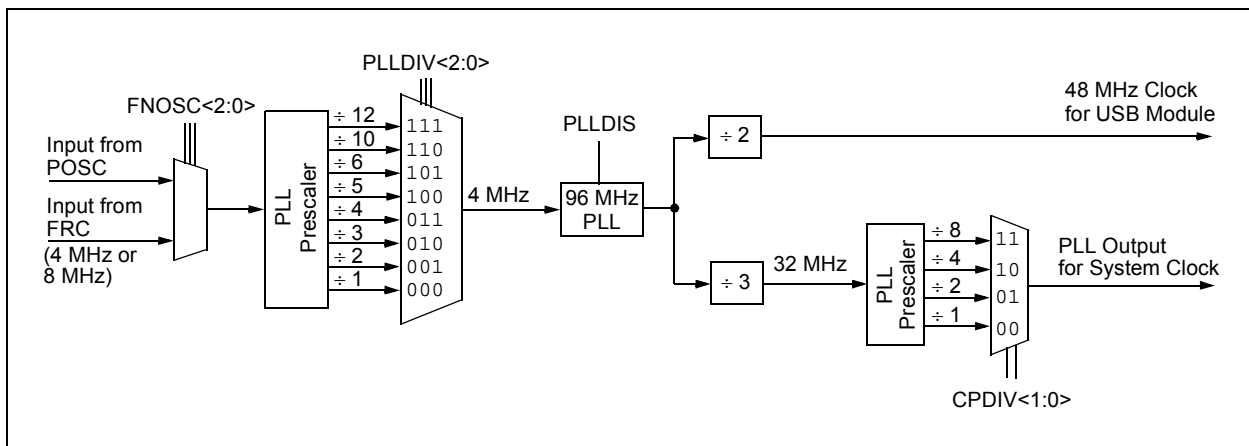 PLLDIV<2:0>
FNOSC<2:0>
Input from
POSC
Input from
FRC
(4 MHz or
8 MHz)
PLL
Prescaler
÷ 12
÷ 10
÷ 6
÷ 5
÷ 4
÷ 3
÷ 2
÷ 1
111
110
101
100
011
010
001
000
4 MHz
PLLDIS
96 MHz
PLL
÷ 2
48 MHz Clock
for USB Module
÷ 3
32 MHz
PLL
Prescaler
÷ 8
÷ 4
÷ 2
÷ 1
11
10
01
00
PLL Output
for System Clock
CPDIV<1:0>